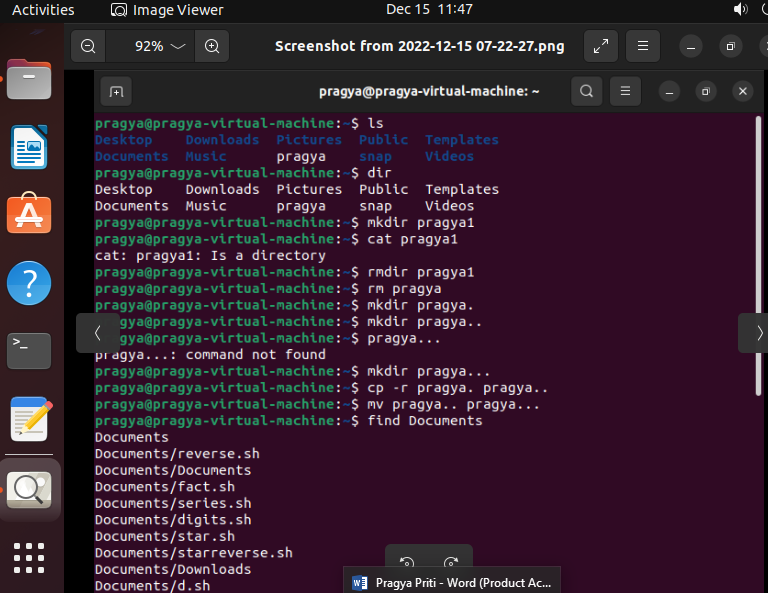 Activities Image Viewer Dec 15 11:47
92% Screenshot from 2022-12-15 07-22-27.png
pragya@pragya-virtual-machine: ~
pragya@pragya-virtual-machine:~$ ls
Desktop Downloads Pictures Public Templates
Documents Music pragya snap Videos
pragya@pragya-virtual-machine:~$ dir
Desktop Downloads Pictures Public Templates
Documents Music pragya snap Videos
pragya@pragya-virtual-machine:~$ mkdir pragya1
pragya@pragya-virtual-machine:~$ cat pragya1
cat: pragya1: Is a directory
pragya@pragya-virtual-machine:~$ rmdir pragya1
pragya@pragya-virtual-machine:~$ rm pragya
pragya@pragya-virtual-machine:~$ mkdir pragya.
pragya@pragya-virtual-machine:~$ mkdir pragya..
pragya@pragya-virtual-machine:~$ pragya...
pragya...: command not found
pragya@pragya-virtual-machine:~$ mkdir pragya...
pragya@pragya-virtual-machine:~$ cp -r pragya. pragya..
pragya@pragya-virtual-machine:~$ mv pragya.. pragya...
pragya@pragya-virtual-machine:~$ find Documents
Documents
Documents/reverse.sh
Documents/Documents
Documents/fact.sh
Documents/series.sh
Documents/digits.sh
Documents/star.sh
Documents/starreverse.sh
Documents/Downloads
Documents/d.sh
Pragya Priti - Word (Product Ac...